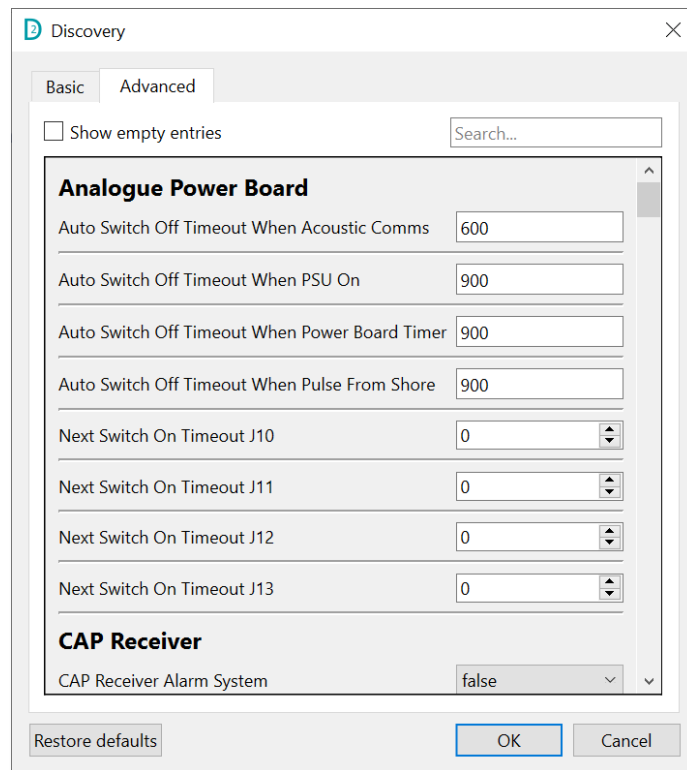 D2 Discovery
Basic Advanced
Show empty entries Search...
Analogue Power Board
Auto Switch Off Timeout When Acoustic Comms 600
Auto Switch Off Timeout When PSU On 900
Auto Switch Off Timeout When Power Board Timer 900
Auto Switch Off Timeout When Pulse From Shore 900
Next Switch On Timeout J10 0
Next Switch On Timeout J11 0
Next Switch On Timeout J12 0
Next Switch On Timeout J13 0
CAP Receiver
CAP Receiver Alarm System false
Restore defaults OK Cancel